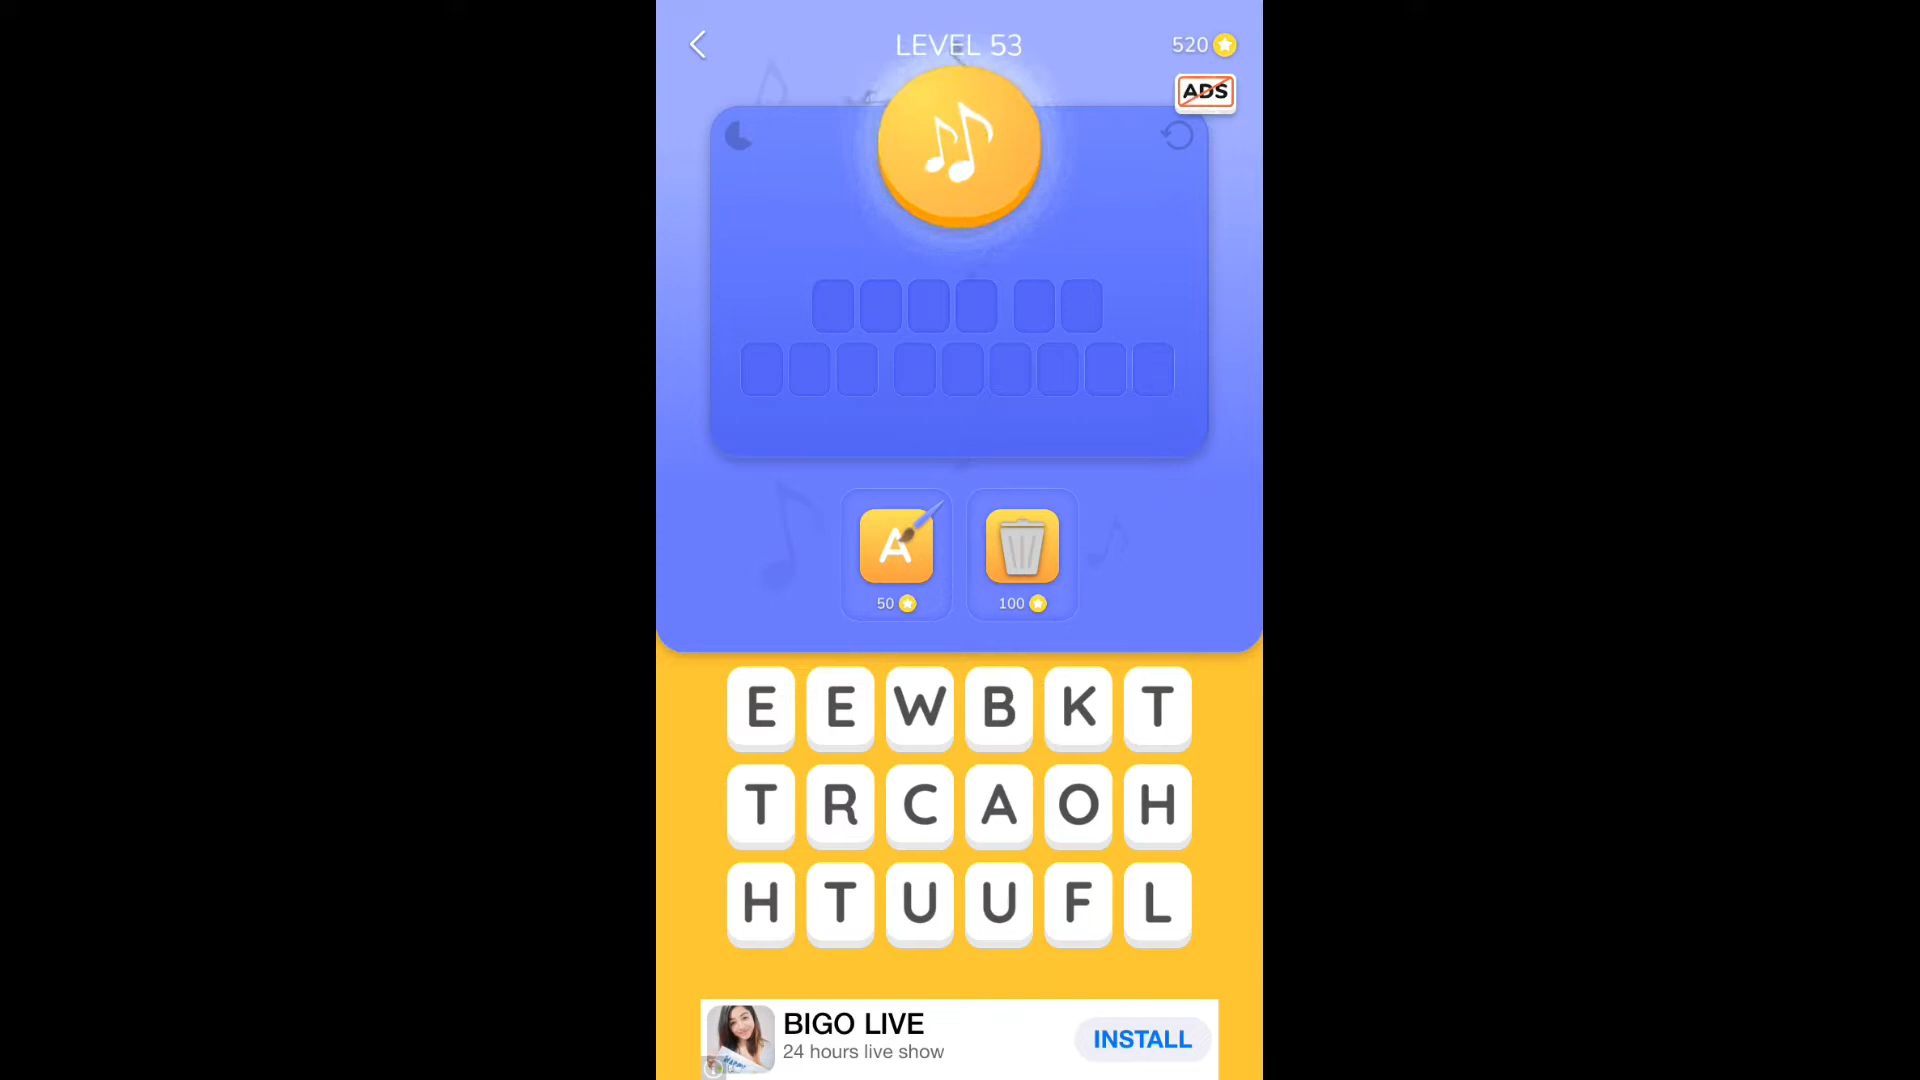 LEVEL 53
520
ADS
A
50
100
E E W B K T
T R C A O H
H T U U F L
BIGO LIVE
24 hours live show
INSTALL